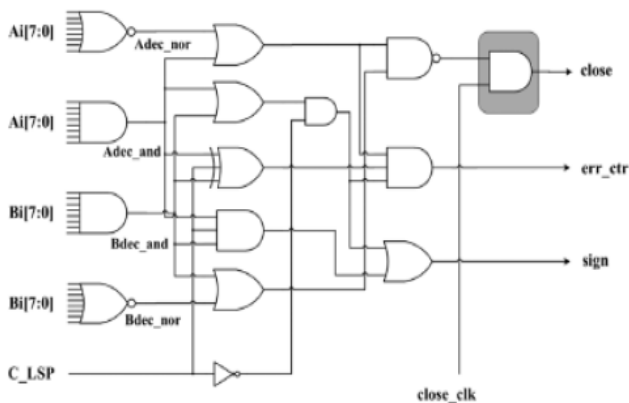 Ai[7:0]
Adec_nor
close
Ai[7:0]
Adec_and
err_ctr
Bi[7:0]
Bdec_and
sign
Bi[7:0]
Bdec_nor
C_LSP
close_clk